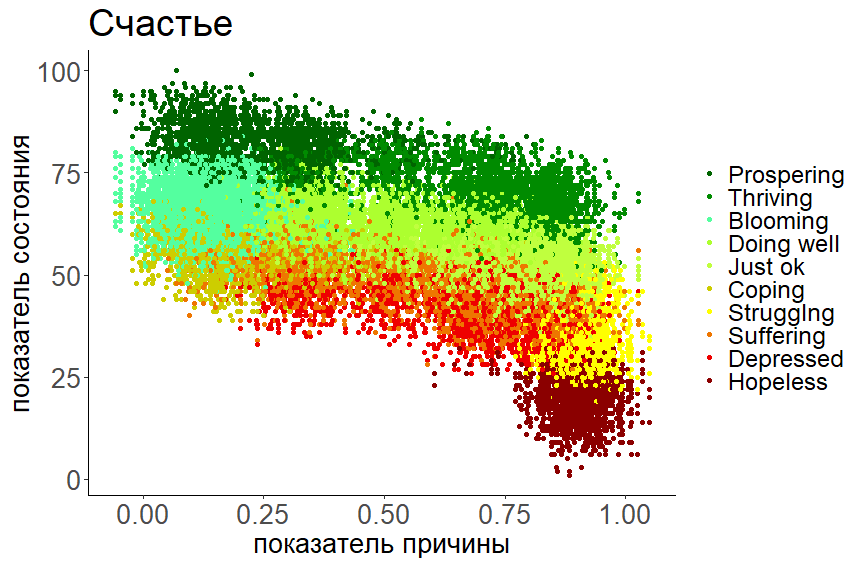 Счастье
показатель состояния
100
75
50
25
0
0.00 0.25 0.50 0.75 1.00
показатель причины
Prospering
Thriving
Blooming
Doing well
Just ok
Coping
StruggIng
Suffering
Depressed
Hopeless